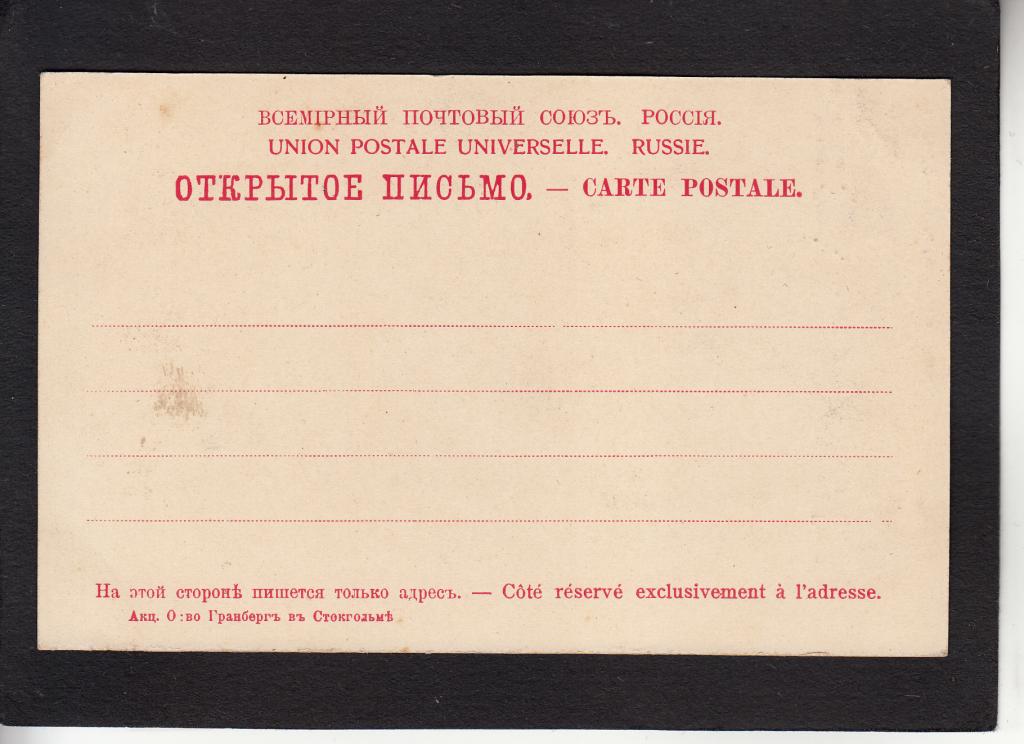 ВСЕМІРНЫЙ ПОЧТОВЫЙ СОЮЗЪ. РОССІЯ.
UNION POSTALE UNIVERSELLE. RUSSIE.
ОТКРЫТОЕ ПИСЬМО. — CARTE POSTALE.
На этой сторонѣ пишется только адресъ. — Côté réservé exclusivement à l'adresse.
Акц. О:во Гранбергъ въ Стокгольмѣ